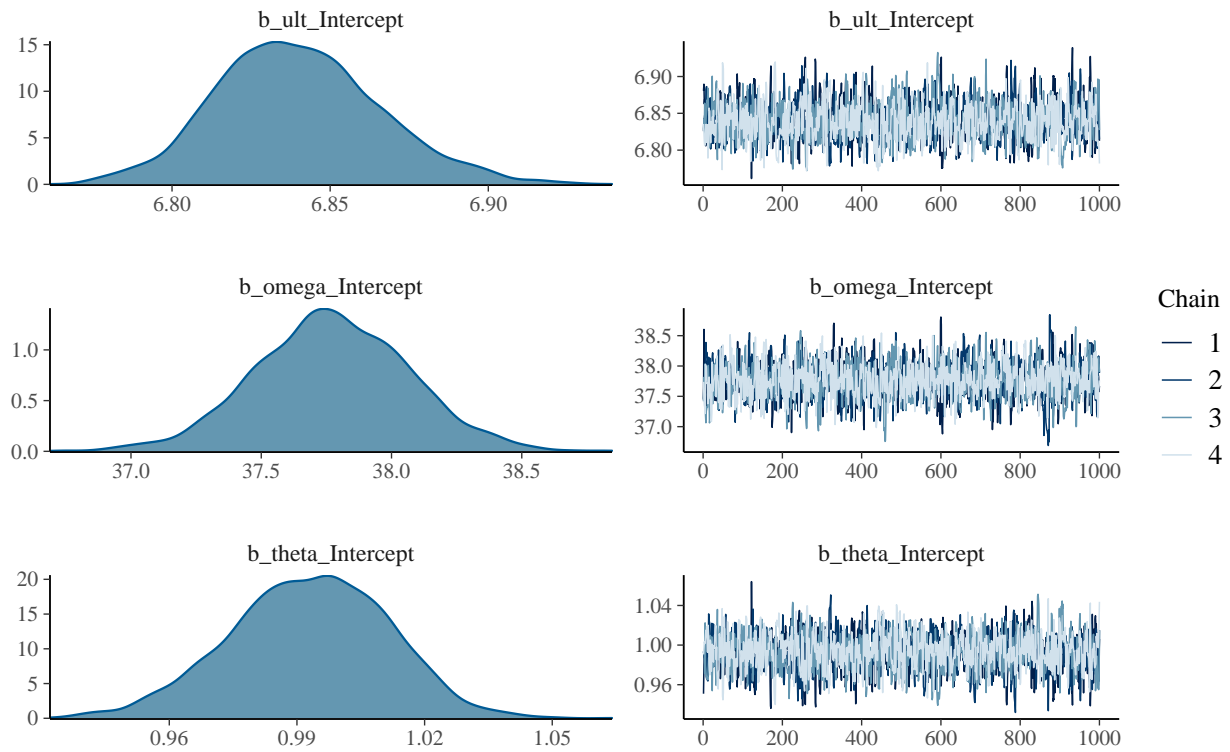 b_ult_Intercept
15
10
5
0
6.80 6.85 6.90
b_ult_Intercept
6.90
6.85
6.80
0 200 400 600 800 1000
b_omega_Intercept
1.0
0.5
0.0
37.0 37.5 38.0 38.5
b_omega_Intercept
38.5
38.0
37.5
37.0
0 200 400 600 800 1000
b_theta_Intercept
20
15
10
5
0
0.96 0.99 1.02 1.05
b_theta_Intercept
1.04
1.00
0.96
0 200 400 600 800 1000
Chain
1
2
3
4